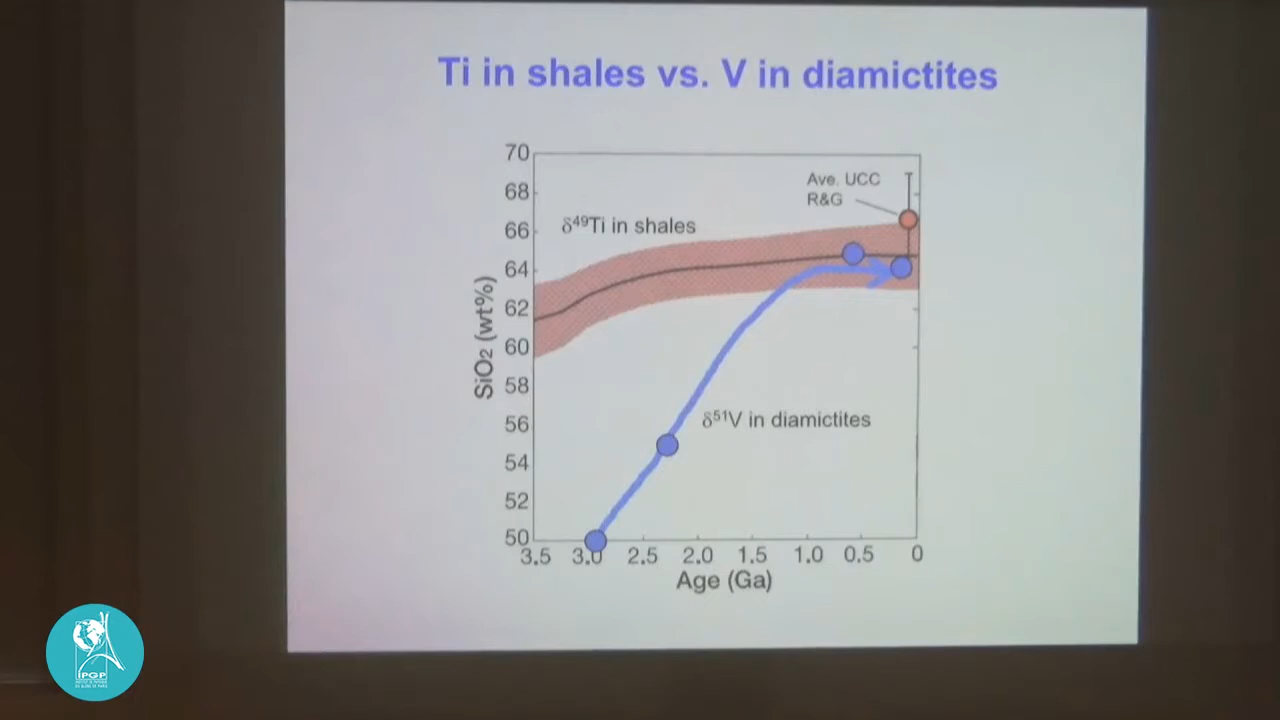 Ti in shales vs. V in diamictites
70
68
66
64
62
60
58
56
54
52
50
SiO2 (wt%)
Ave. UCC
R&G
δ49Ti in shales
δ51V in diamictites
3.5 3.0 2.5 2.0 1.5 1.0 0.5 0
Age (Ga)
IPGP